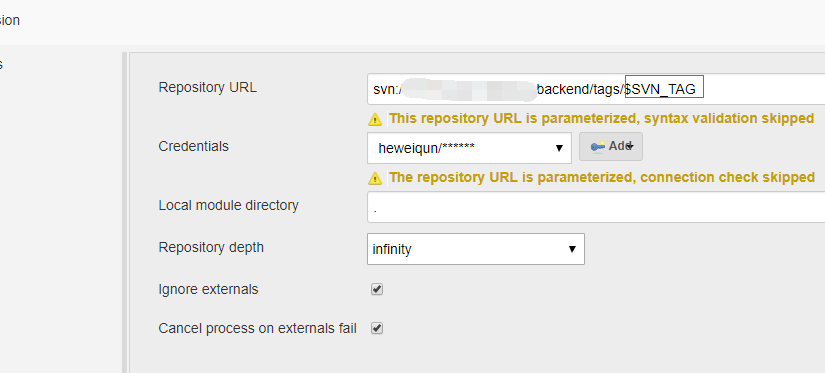 sion
s
Repository URL
svn:/ backend/tags/$SVN_TAG
This repository URL is parameterized, syntax validation skipped
Credentials
heweiqun/******
Add
The repository URL is parameterized, connection check skipped
Local module directory
.
Repository depth
infinity
Ignore externals
Cancel process on externals fail